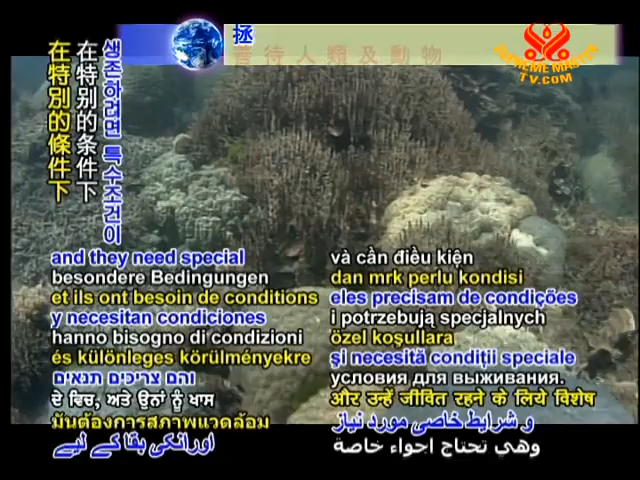 拯
善待人類及動物
SUPREME MASTER
TV.COM
在特別的條件下
在特别的条件下
생존하려면 특수조건이
and they need special
besondere Bedingungen
et ils ont besoin de conditions
y necesitan condiciones
hanno bisogno di condizioni
és különleges körülményekre
והם צריכים תנאים
ਦੇ ਵਿਚ, ਅਤੇ ਉਨਾਂ ਨੂੰ ਖਾਸ
มันต้องการสภาพแวดล้อม
اورانکی بقا کے لیے
và cần điều kiện
dan mrk perlu kondisi
eles precisam de condições
i potrzebują specjalnych
özel koşullara
şi necesită condiţii speciale
условия для выживания.
और उन्हें जीवित रहने के लिये विशेष
و شرایط خاصی مورد نیاز
وهي تحتاج اجواء خاصة